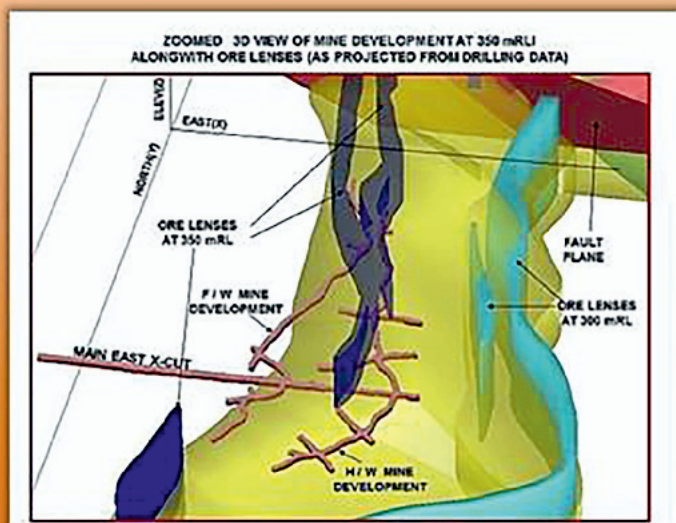 ZOOMED 3D VIEW OF MINE DEVELOPMENT AT 350 mRLI
ALONGWITH ORE LENSES (AS PROJECTED FROM DRILLING DATA)
ELEV(Z)
EAST(X)
NORTH(Y)
ORE LENSES
AT 350 mRL
FAULT
PLANE
F / W MINE
DEVELOPMENT
ORE LENSES
AT 300 mRL
MAIN EAST X-CUT
H / W MINE
DEVELOPMENT